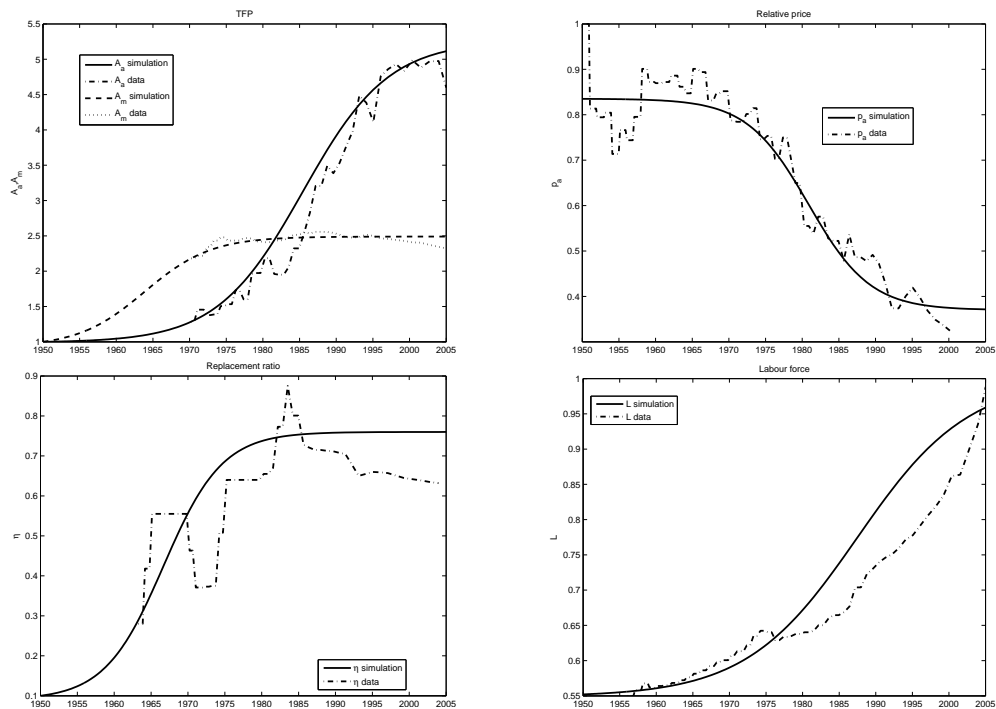 TFP
5.5
5
4.5
4
3.5
3
2.5
2
1.5
1
A_a, A_m
A_a simulation
A_a data
A_m simulation
A_m data
1950 1955 1960 1965 1970 1975 1980 1985 1990 1995 2000 2005
Relative price
1
0.9
0.8
0.7
0.6
0.5
0.4
p_a
p_a simulation
p_a data
1950 1955 1960 1965 1970 1975 1980 1985 1990 1995 2000 2005
Replacement ratio
0.9
0.8
0.7
0.6
0.5
0.4
0.3
0.2
0.1
η
η simulation
η data
1950 1955 1960 1965 1970 1975 1980 1985 1990 1995 2000 2005
Labour force
1
0.95
0.9
0.85
0.8
0.75
0.7
0.65
0.6
0.55
L
L simulation
L data
1950 1955 1960 1965 1970 1975 1980 1985 1990 1995 2000 2005